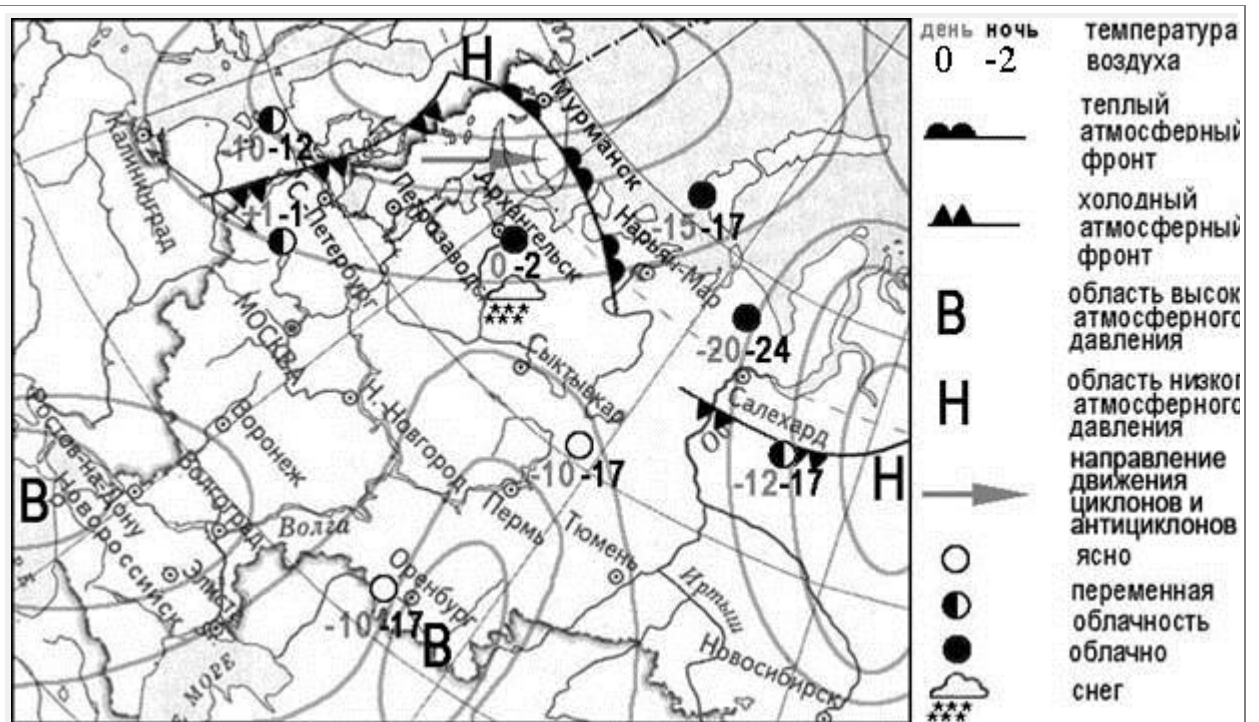 Н
Мурманск
Калининград
-10 -12
+1 -1
С.Петербург
Петрозаводск
Архангельск
0 -2
Нарьян-Мар
-15 -17
-20 -24
МОСКВА
Сыктывкар
Салехард
-12 -17
Н
Н.-Новгород
-10 -17
Воронеж
Ростов-на-Дону
Волгоград
Новороссийск
В
Волга
Пермь
Тюмень
Элиста
Оренбург
-10 -17
В
Иртыш
Новосибирск
МОРЕ
день ночь
0 -2
температура
воздуха
теплый
атмосферный
фронт
холодный
атмосферный
фронт
В
область высок
атмосферного
давления
Н
область низког
атмосферного
давления
направление
движения
циклонов и
антициклонов
ясно
переменная
облачность
облачно
снег